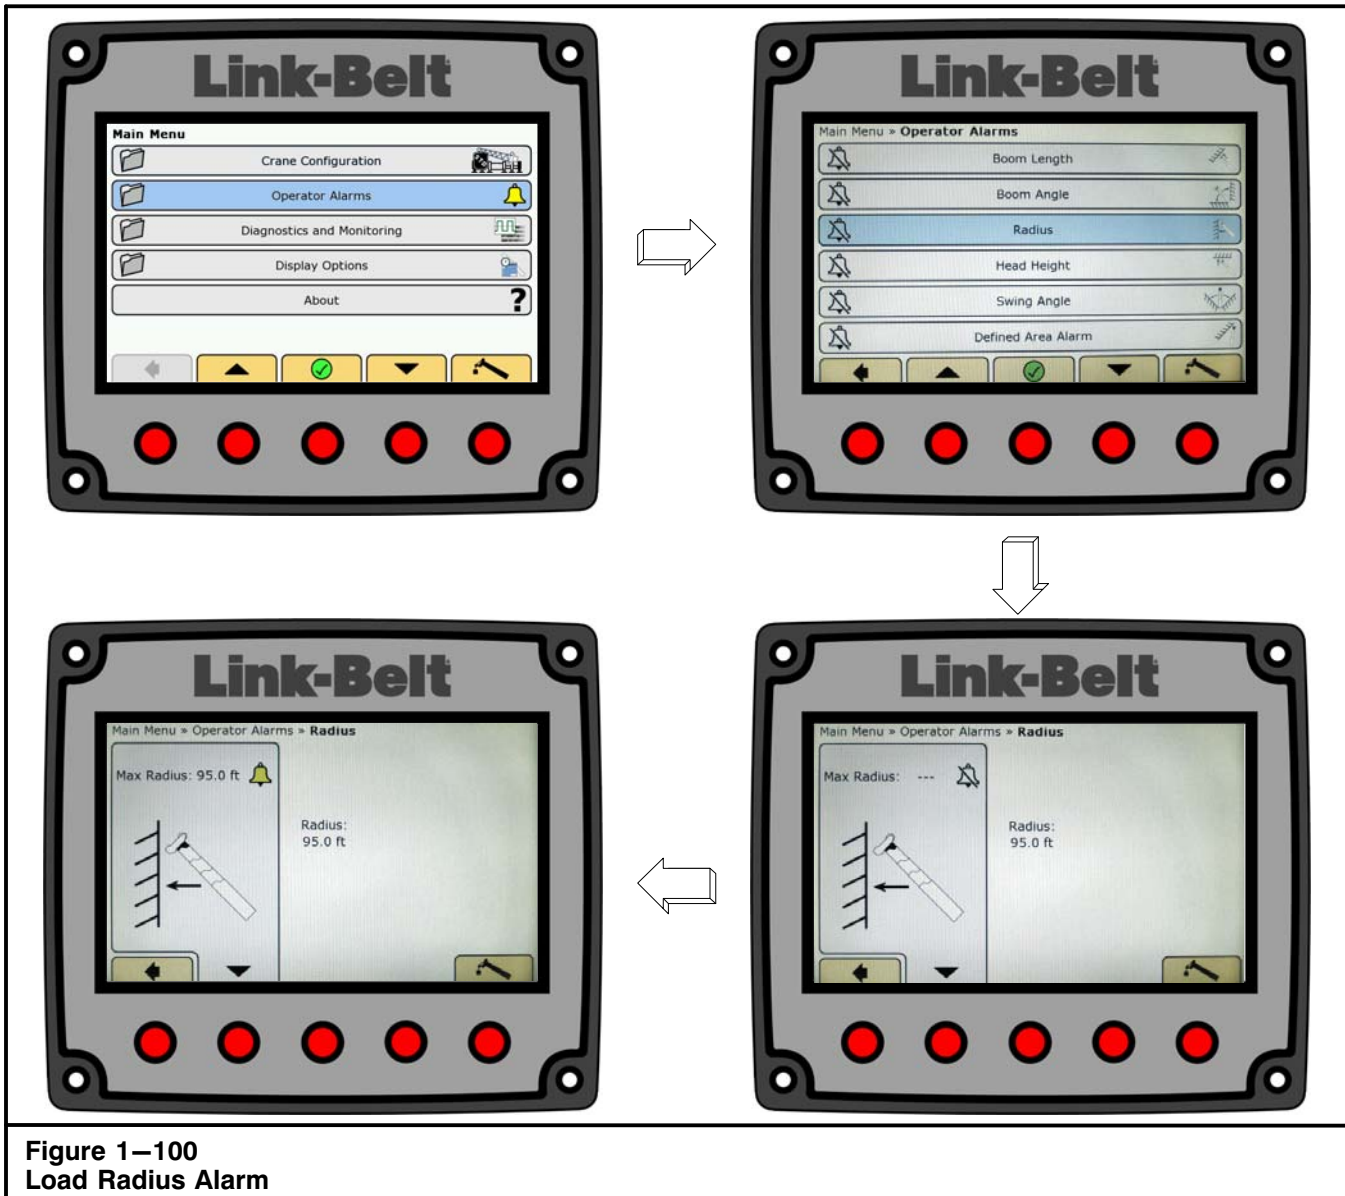 Link-Belt
Main Menu
Crane Configuration
Operator Alarms
Diagnostics and Monitoring
Display Options
About
?
Link-Belt
Main Menu » Operator Alarms
Boom Length
Boom Angle
Radius
Head Height
Swing Angle
Defined Area Alarm
Link-Belt
Main Menu » Operator Alarms » Radius
Max Radius: 95.0 ft
Radius:
95.0 ft
Link-Belt
Main Menu » Operator Alarms » Radius
Max Radius: ---
Radius:
95.0 ft
Figure 1–100
Load Radius Alarm